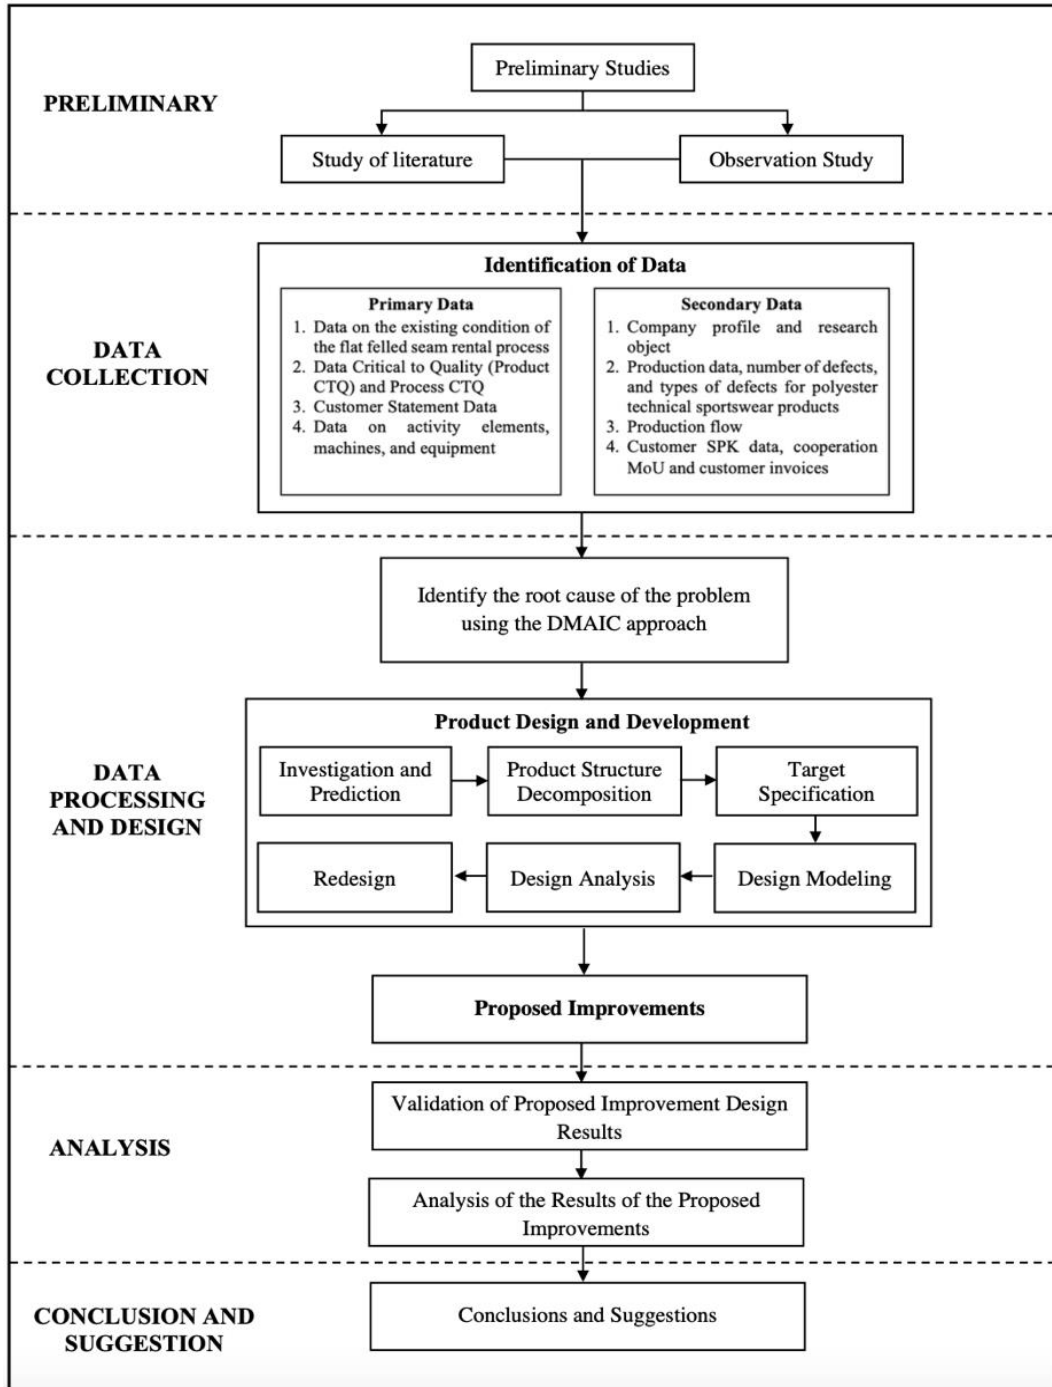 PRELIMINARY
Preliminary Studies
Study of literature
Observation Study
DATA
COLLECTION
Identification of Data
Primary Data
1. Data on the existing condition of
the flat felled seam rental process
2. Data Critical to Quality (Product
CTQ) and Process CTQ
3. Customer Statement Data
4. Data on activity elements,
machines, and equipment
Secondary Data
1. Company profile and research
object
2. Production data, number of defects,
and types of defects for polyester
technical sportswear products
3. Production flow
4. Customer SPK data, cooperation
MoU and customer invoices
DATA
PROCESSING
AND DESIGN
Identify the root cause of the problem
using the DMAIC approach
Product Design and Development
Investigation and
Prediction
Product Structure
Decomposition
Target
Specification
Design Modeling
Design Analysis
Redesign
Proposed Improvements
ANALYSIS
Validation of Proposed Improvement Design
Results
Analysis of the Results of the Proposed
Improvements
CONCLUSION AND
SUGGESTION
Conclusions and Suggestions